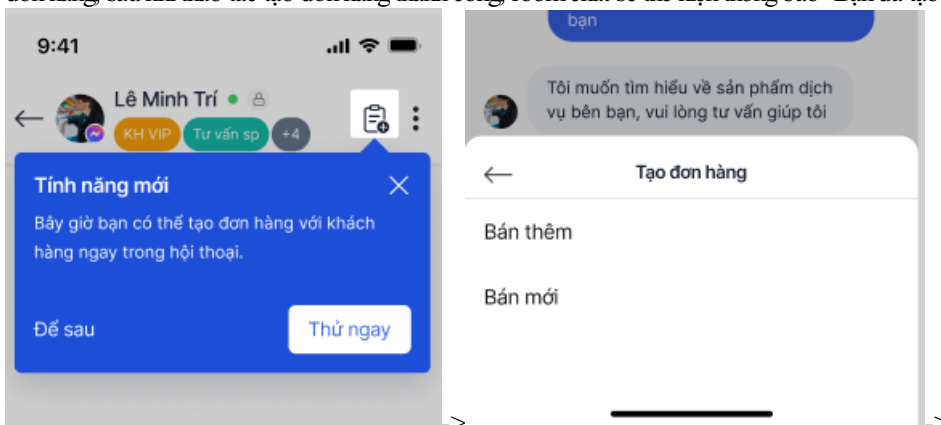 9:41
Lê Minh Trí
KH VIP Tư vấn sp +4
Tính năng mới
Bây giờ bạn có thể tạo đơn hàng với khách
hàng ngay trong hội thoại.
Để sau Thử ngay
bạn
Tôi muốn tìm hiểu về sản phẩm dịch
vụ bên bạn, vui lòng tư vấn giúp tôi
Tạo đơn hàng
Bán thêm
Bán mới
->